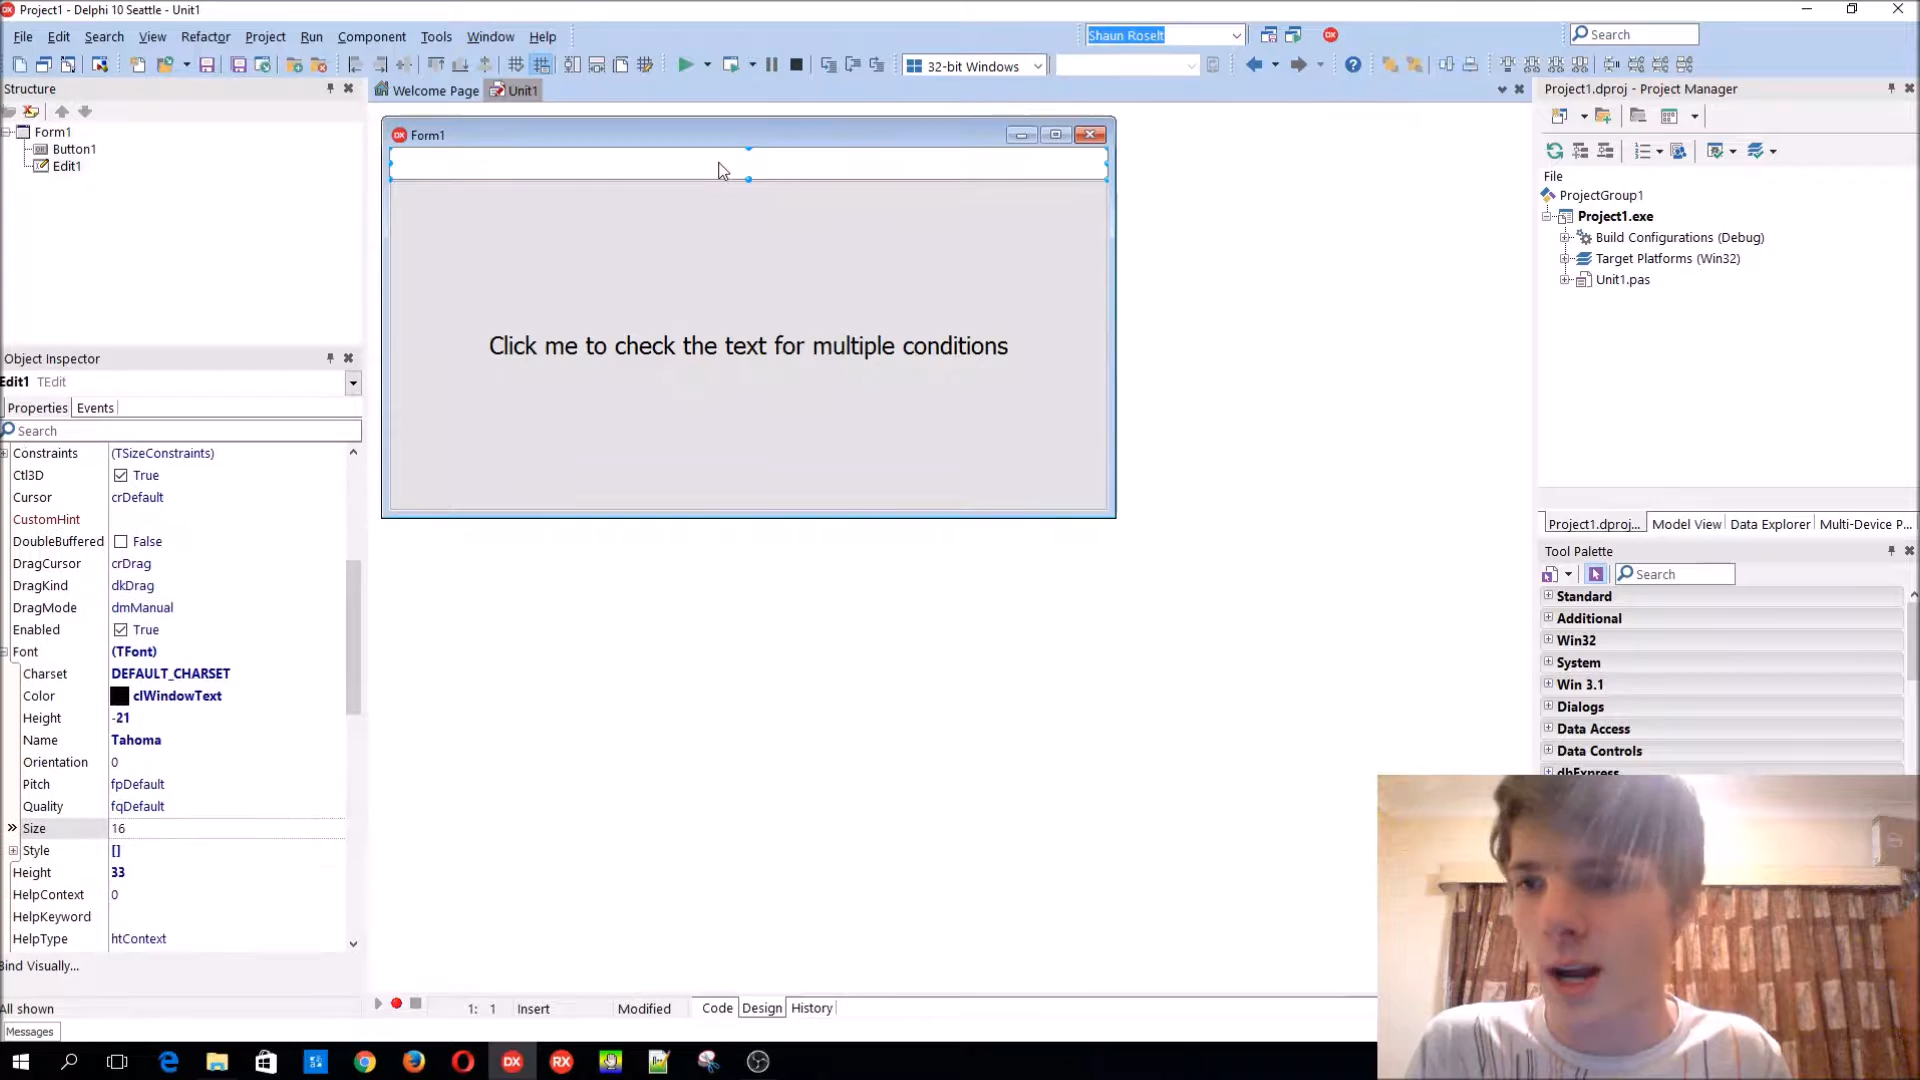 Project1 - Delphi 10 Seattle - Unit1
File Edit Search View Refactor Project Run Component Tools Window Help
Shaun Roselt
Search
32-bit Windows
Structure
Welcome Page
Unit1
Project1.dproj - Project Manager
Form1
Button1
Edit1
Form1
Click me to check the text for multiple conditions
File
ProjectGroup1
Project1.exe
Build Configurations (Debug)
Target Platforms (Win32)
Unit1.pas
Object Inspector
Edit1 TEdit
Properties Events
Search
Constraints (TSizeConstraints)
Ctl3D True
Cursor crDefault
CustomHint
DoubleBuffered False
DragCursor crDrag
DragKind dkDrag
DragMode dmManual
Enabled True
Font (TFont)
Charset DEFAULT_CHARSET
Color clWindowText
Height -21
Name Tahoma
Orientation 0
Pitch fpDefault
Quality fqDefault
Size 16
Style []
Height 33
HelpContext 0
HelpKeyword
HelpType htContext
Bind Visually...
All shown
Messages
Project1.dproj... Model View Data Explorer Multi-Device P...
Tool Palette
Search
Standard
Additional
Win32
System
Win 3.1
Dialogs
Data Access
Data Controls
dbExpress
1: 1 Insert Modified Code Design History
DX RX